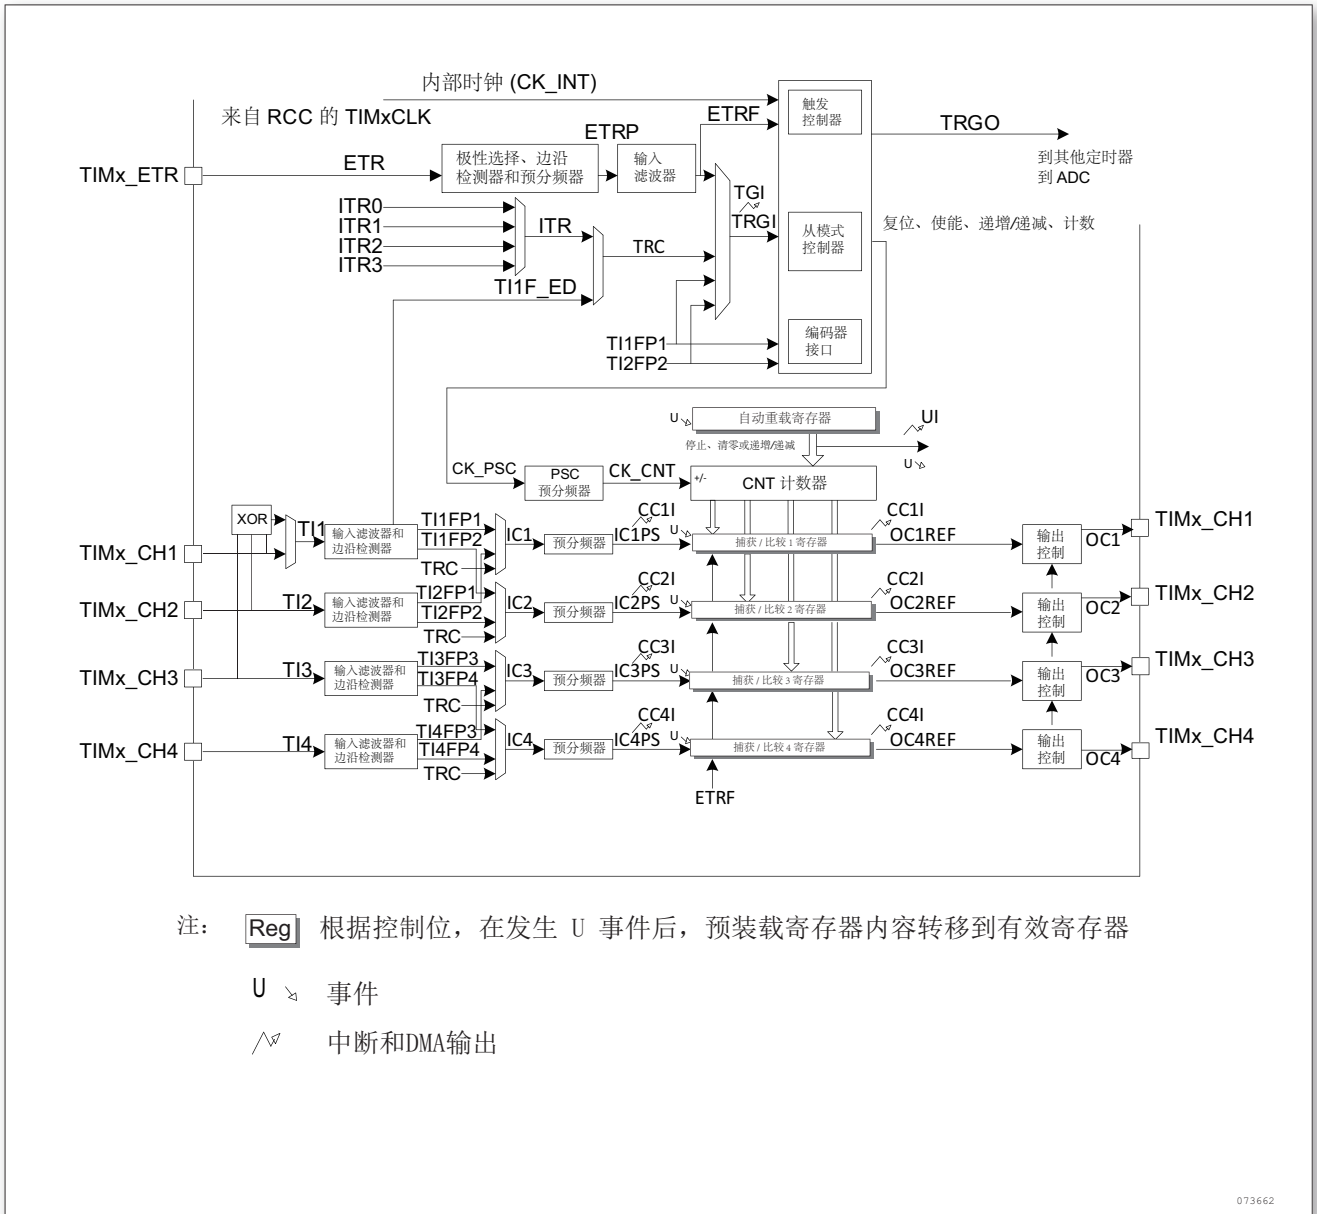 内部时钟 (CK_INT)
来自 RCC 的 TIMxCLK
触发
控制器
ETRF
TRGO
到其他定时器
到 ADC
TIMx_ETR
ETR
极性选择、边沿
检测器和预分频器
ETRP
输入
滤波器
TGI
TRGI
ITR0
ITR1
ITR2
ITR3
ITR
TRC
TI1F_ED
从模式
控制器
复位、使能、递增/递减、计数
TI1FP1
TI2FP2
编码器
接口
U
自动重载寄存器
UI
停止、清零或递增/递减
U
CK_PSC
PSC
预分频器
CK_CNT
+/-
CNT 计数器
XOR
TI1
TIMx_CH1
输入滤波器和
边沿检测器
TI1FP1
TI1FP2
TRC
IC1
预分频器
CC1I
IC1PS
U
捕获 / 比较 1 寄存器
CC1I
OC1REF
输出
控制
OC1
TIMx_CH1
TIMx_CH2
TI2
输入滤波器和
边沿检测器
TI2FP1
TI2FP2
TRC
IC2
预分频器
CC2I
IC2PS
U
捕获 / 比较 2 寄存器
CC2I
OC2REF
输出
控制
OC2
TIMx_CH2
TIMx_CH3
TI3
输入滤波器和
边沿检测器
TI3FP3
TI3FP4
TRC
IC3
预分频器
CC3I
IC3PS
U
捕获 / 比较 3 寄存器
CC3I
OC3REF
输出
控制
OC3
TIMx_CH3
TIMx_CH4
TI4
输入滤波器和
边沿检测器
TI4FP3
TI4FP4
TRC
IC4
预分频器
CC4I
IC4PS
U
捕获 / 比较 4 寄存器
CC4I
OC4REF
输出
控制
OC4
TIMx_CH4
ETRF
注： Reg 根据控制位，在发生 U 事件后，预装载寄存器内容转移到有效寄存器
U 事件
中断和DMA输出
073662